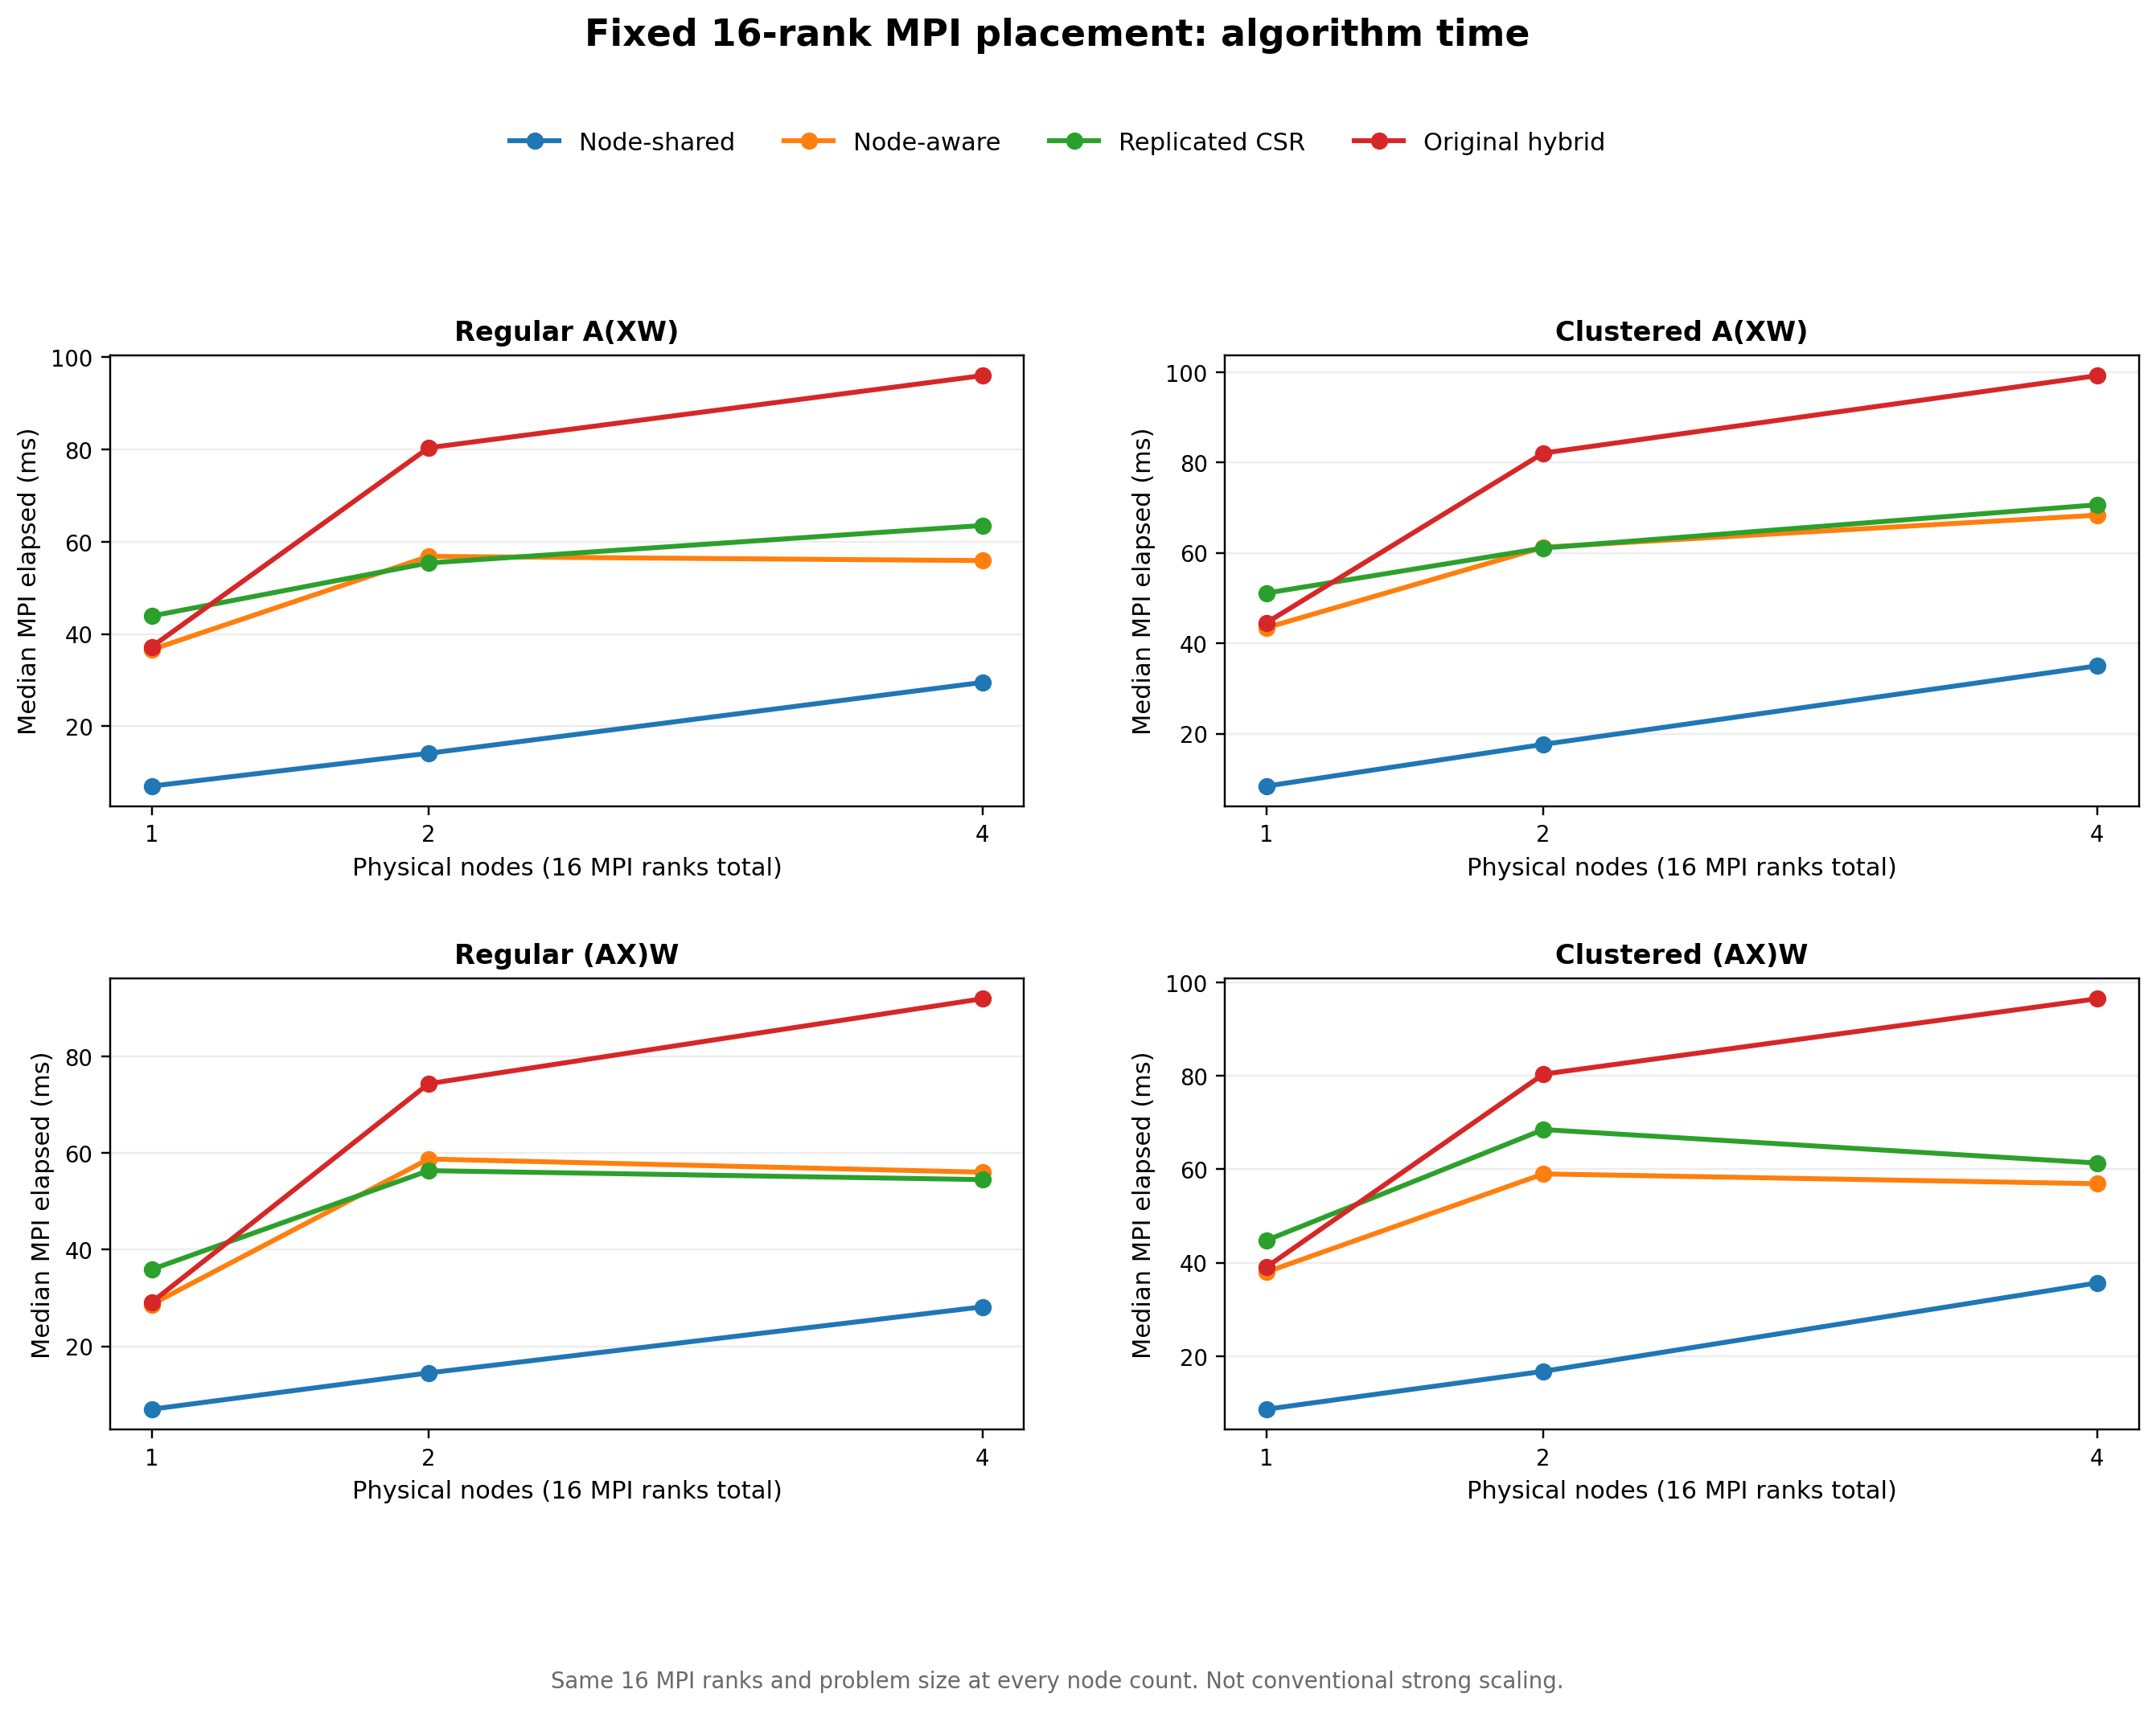 Fixed 16-rank MPI placement: algorithm time
Node-shared
Node-aware
Replicated CSR
Original hybrid
Regular A(XW)
Median MPI elapsed (ms)
100
80
60
40
20
1
2
4
Physical nodes (16 MPI ranks total)
Clustered A(XW)
Median MPI elapsed (ms)
100
80
60
40
20
1
2
4
Physical nodes (16 MPI ranks total)
Regular (AX)W
Median MPI elapsed (ms)
80
60
40
20
1
2
4
Physical nodes (16 MPI ranks total)
Clustered (AX)W
Median MPI elapsed (ms)
100
80
60
40
20
1
2
4
Physical nodes (16 MPI ranks total)
Same 16 MPI ranks and problem size at every node count. Not conventional strong scaling.